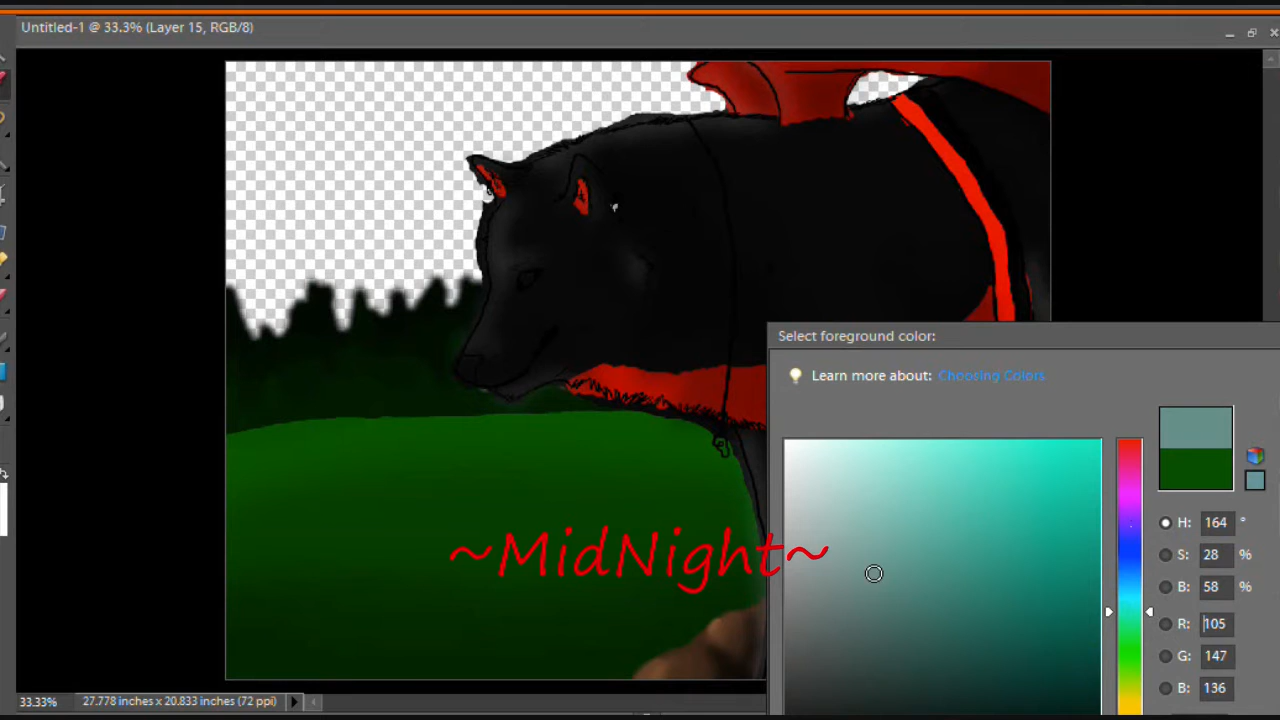 Untitled-1 @ 33.3% (Layer 15, RGB/8)
Select foreground color:
Learn more about: Choosing Colors
H: 164 °
S: 28 %
B: 58 %
R: 105
G: 147
B: 136
~MidNight~
33.33% 27.778 inches x 20.833 inches (72 ppi)